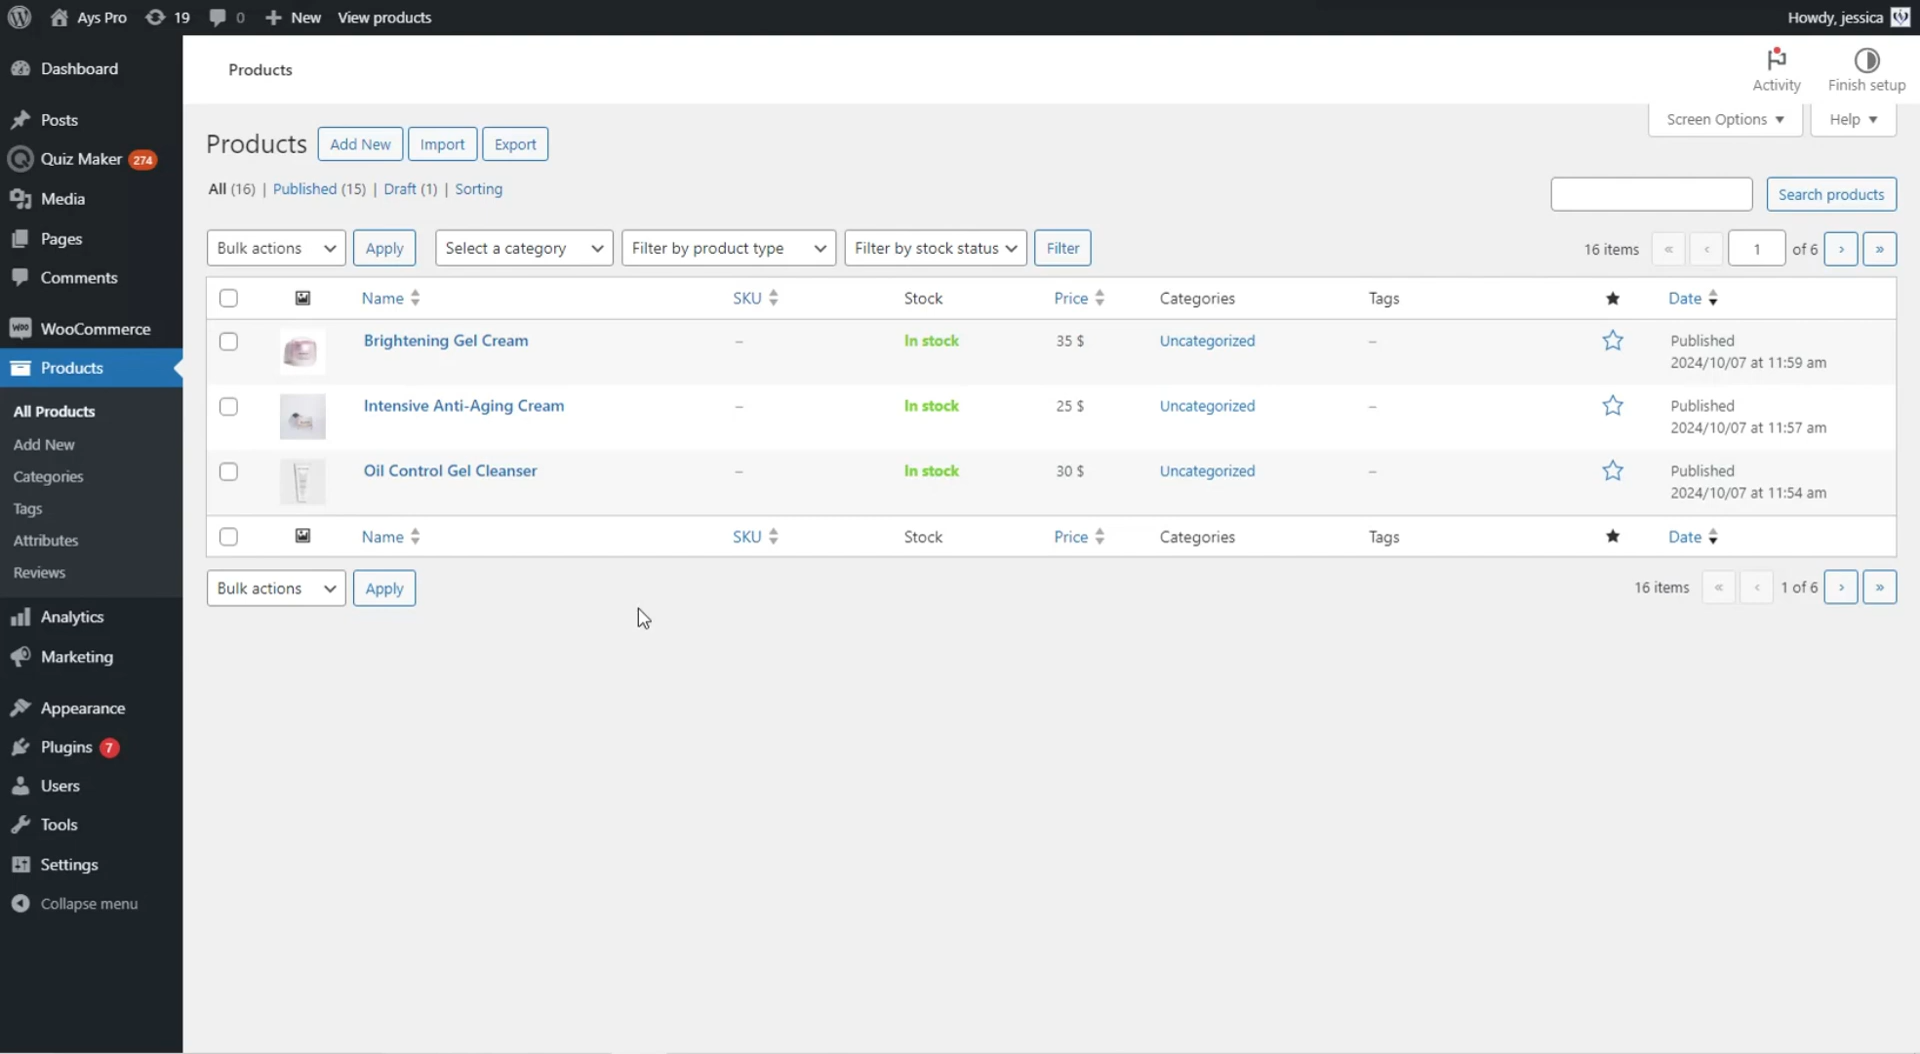 Ays Pro 19 0 New View products Howdy, jessica
Dashboard
Posts
Quiz Maker 274
Media
Pages
Comments
WooCommerce
Products
All Products
Add New
Categories
Tags
Attributes
Reviews
Analytics
Marketing
Appearance
Plugins 7
Users
Tools
Settings
Collapse menu
Products
Activity Finish setup
Screen Options ▼ Help ▼
Products Add New Import Export
All (16) | Published (15) | Draft (1) | Sorting
Search products
Bulk actions Apply Select a category Filter by product type Filter by stock status Filter 16 items « ‹ 1 of 6 › »
Name SKU Stock Price Categories Tags ★ Date
Brightening Gel Cream – In stock 35 $ Uncategorized – Published
2024/10/07 at 11:59 am
Intensive Anti-Aging Cream – In stock 25 $ Uncategorized – Published
2024/10/07 at 11:57 am
Oil Control Gel Cleanser – In stock 30 $ Uncategorized – Published
2024/10/07 at 11:54 am
Name SKU Stock Price Categories Tags ★ Date
Bulk actions Apply 16 items « ‹ 1 of 6 › »